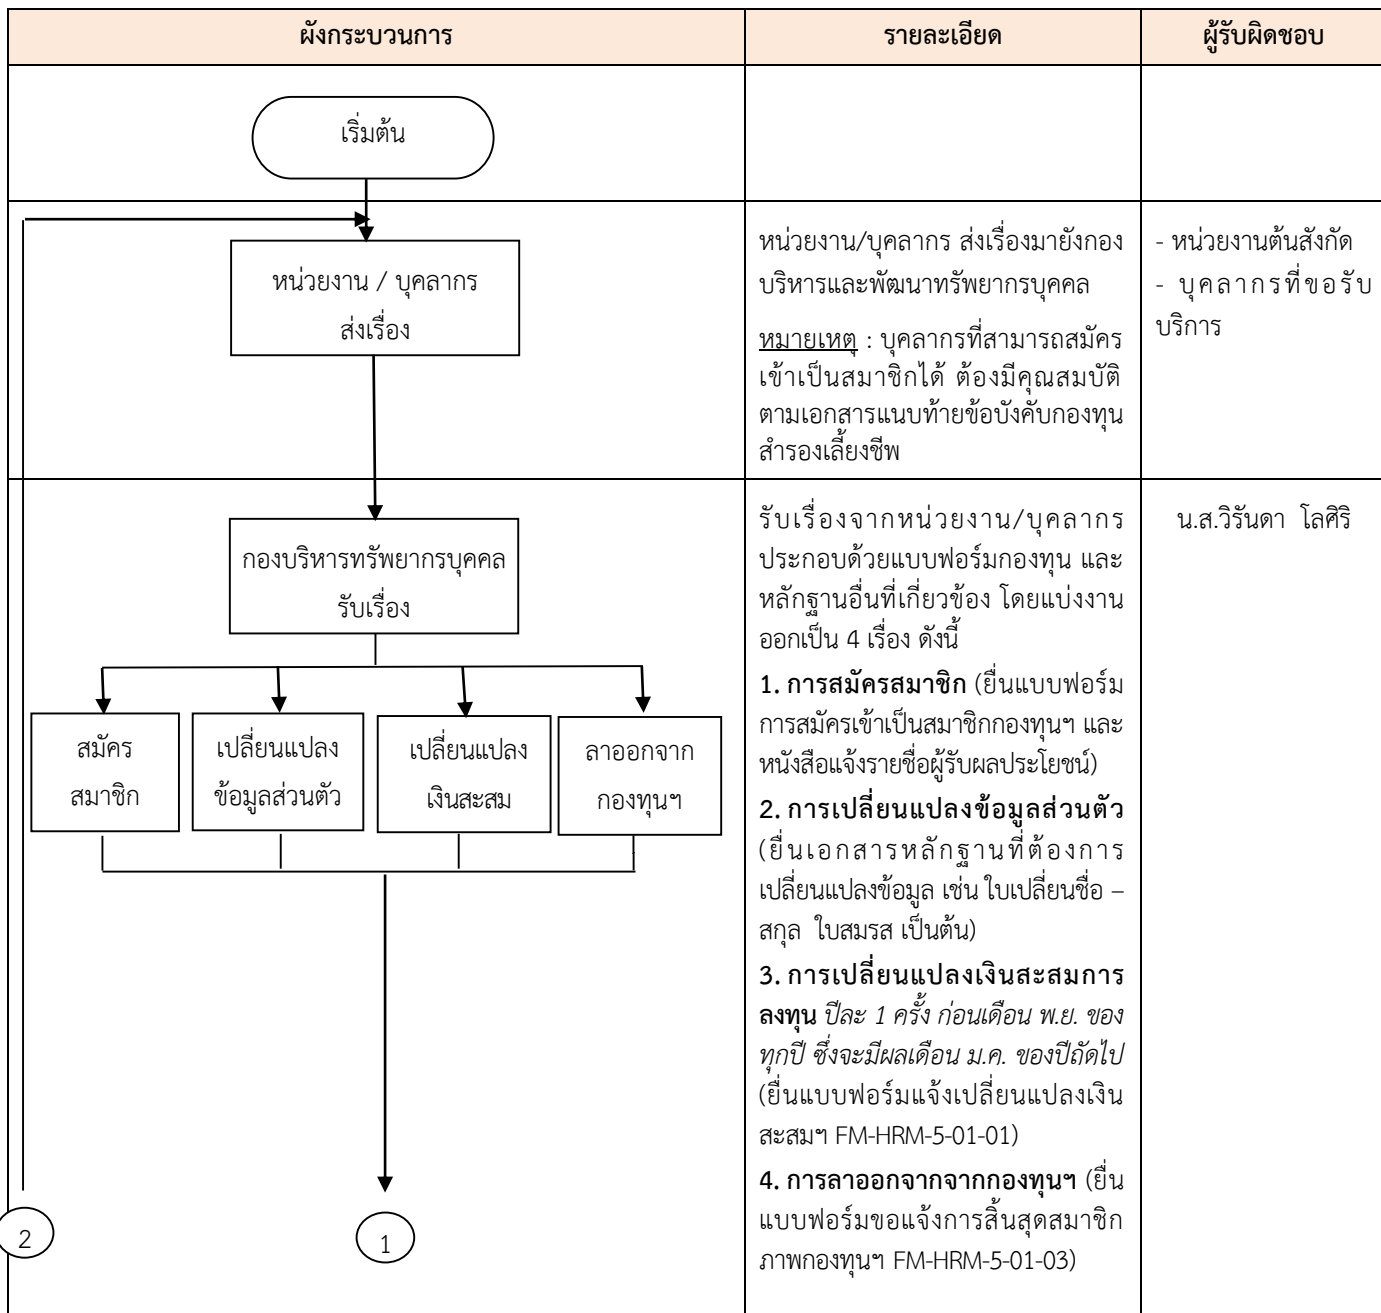 ผังกระบวนการ
รายละเอียด
ผู้รับผิดชอบ
เริ่มต้น
หน่วยงาน / บุคลากร
ส่งเรื่อง
หน่วยงาน/บุคลากร ส่งเรื่องมายังกอง
บริหารและพัฒนาทรัพยากรบุคคล
หมายเหตุ : บุคลากรที่สามารถสมัคร
เข้าเป็นสมาชิกได้ ต้องมีคุณสมบัติ
ตามเอกสารแนบท้ายข้อบังคับกองทุน
สำรองเลี้ยงชีพ
- หน่วยงานต้นสังกัด
- บุคลากรที่ขอรับ
บริการ
กองบริหารทรัพยากรบุคคล
รับเรื่อง
สมัคร
สมาชิก
เปลี่ยนแปลง
ข้อมูลส่วนตัว
เปลี่ยนแปลง
เงินสะสม
ลาออกจาก
กองทุนฯ
2
1
รับเรื่องจากหน่วยงาน/บุคลากร
ประกอบด้วยแบบฟอร์มกองทุน และ
หลักฐานอื่นที่เกี่ยวข้อง โดยแบ่งงาน
ออกเป็น 4 เรื่อง ดังนี้
1. การสมัครสมาชิก (ยื่นแบบฟอร์ม
การสมัครเข้าเป็นสมาชิกกองทุนฯ และ
หนังสือแจ้งรายชื่อผู้รับผลประโยชน์)
2. การเปลี่ยนแปลงข้อมูลส่วนตัว
(ยื่นเอกสารหลักฐานที่ต้องการ
เปลี่ยนแปลงข้อมูล เช่น ใบเปลี่ยนชื่อ –
สกุล ใบสมรส เป็นต้น)
3. การเปลี่ยนแปลงเงินสะสมการ
ลงทุน ปีละ 1 ครั้ง ก่อนเดือน พ.ย. ของ
ทุกปี ซึ่งจะมีผลเดือน ม.ค. ของปีถัดไป
(ยื่นแบบฟอร์มแจ้งเปลี่ยนแปลงเงิน
สะสมฯ FM-HRM-5-01-01)
4. การลาออกจากจากกองทุนฯ (ยื่น
แบบฟอร์มขอแจ้งการสิ้นสุดสมาชิก
ภาพกองทุนฯ FM-HRM-5-01-03)
น.ส.วิรันดา โลศิริ